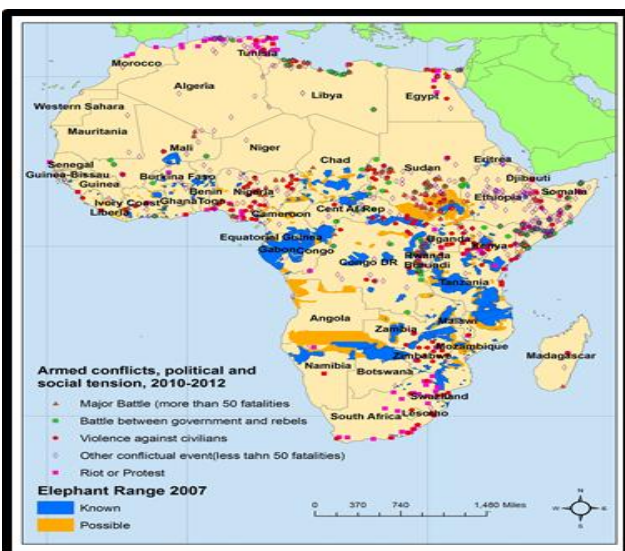 Tunisia
Morocco
Algeria
Libya
Egypt
Western Sahara
Mauritania
Mali
Niger
Chad
Sudan
Eritrea
Senegal
Guinea-Bissau
Guinea
Burkina Faso
Benin
Nigeria
Djibouti
Ethiopia
Somalia
Ivory Coast
Ghana
Togo
Liberia
Cameroon
Cent Af Rep
Equatorial Guinea
Gabon
Congo
Congo DR
Uganda
Kenya
Rwanda
Tanzania
Angola
Zambia
Malawi
Mozambique
Zimbabwe
Madagascar
Namibia
Botswana
Swaziland
South Africa
Lesotho
Armed conflicts, political and
social tension, 2010-2012
Major Battle (more than 50 fatalities
Battle between government and rebels
Violence against civilians
Other conflictual event(less tahn 50 fatalities)
Riot or Protest
Elephant Range 2007
Known
Possible
0 370 740 1,480 Miles
N
W
E
S